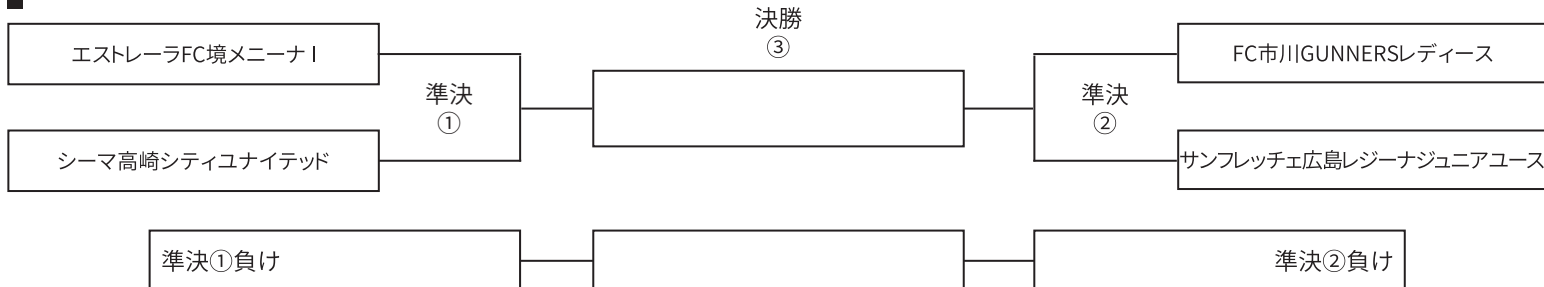 決勝
③
エストレーラFC境メニーナ I
FC市川GUNNERSレディース
準決
①
準決
②
シーマ高崎シティユナイテッド
サンフレッチェ広島レジーナジュニアユース
準決①負け
準決②負け